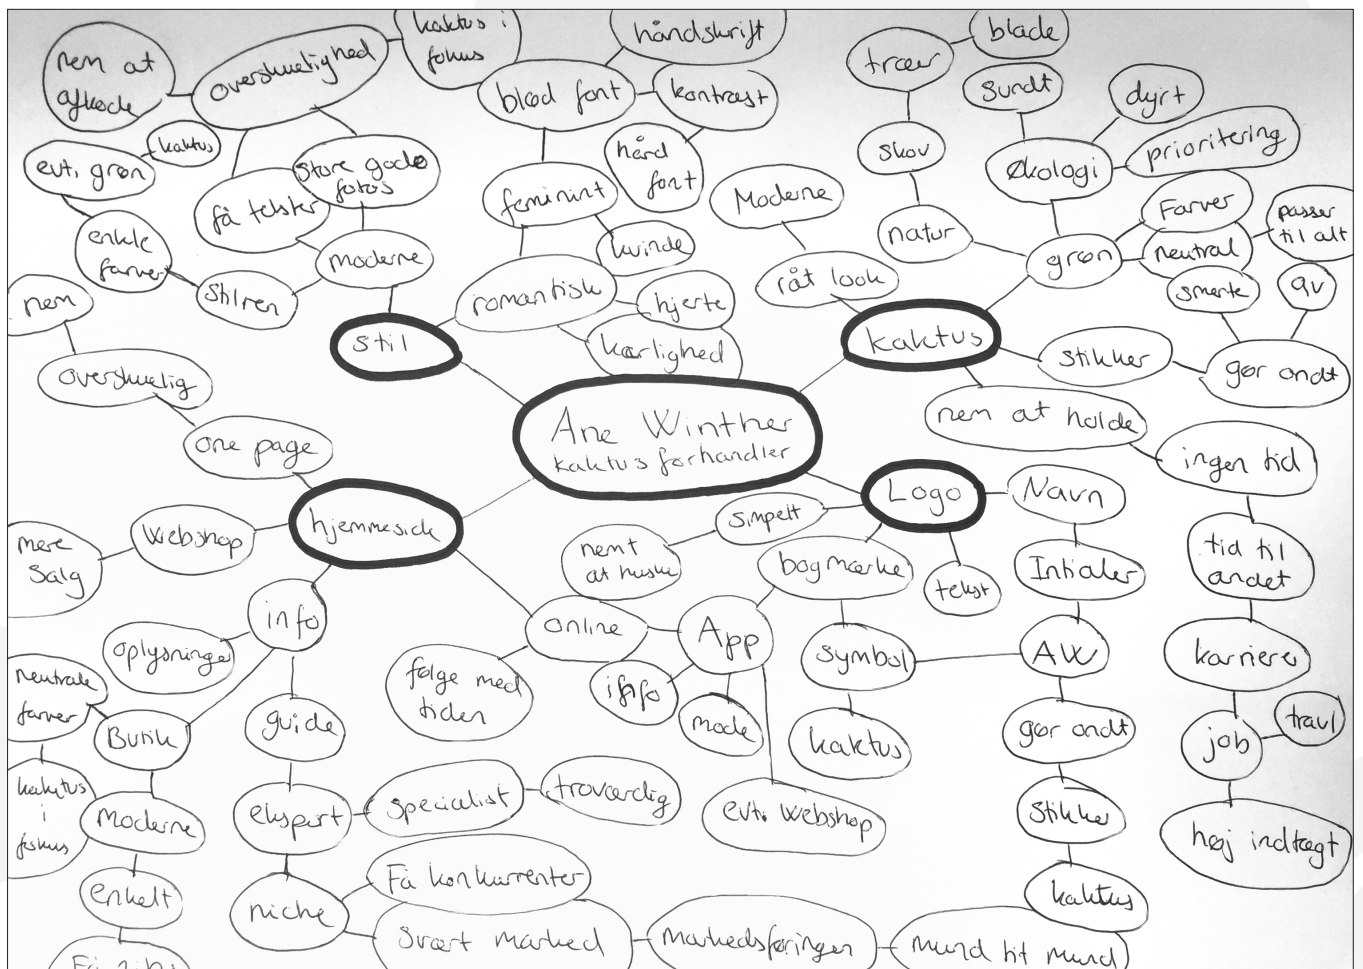 nem at
afkode
overskuelighed
kaktus i
fokus
evt. grøn
kaktus
enkle
farver
stilren
få tekster
store gode
fotos
moderne
Stil
blød font
håndskrift
kontrast
hård
font
feminint
kvinde
romantisk
hjerte
kærlighed
Moderne
råt look
kaktus
træer
blade
skov
natur
sundt
dyrt
Økologi
prioritering
grøn
Farver
neutral
passer
til alt
smerte
av
stikker
gør ondt
nem at holde
ingen tid
tid til
andet
karriere
job
travl
høj indtægt
Ane Winther
kaktus forhandler
nem
overskuelig
one page
hjemmeside
Webshop
mere
Salg
info
oplysninger
Neutrale
farver
kakytus
i
fokus
Butik
Moderne
enkelt
guide
ekspert
specialist
troværdig
niche
Få konkurrenter
Svært marked
markedsføringen
mund til mund
online
følge med
tiden
App
info
mode
evt. webshop
Logo
simpelt
nemt
at huske
bogmærke
tekst
symbol
kaktus
Navn
Intialer
AW
gør ondt
Stikker
kaktus